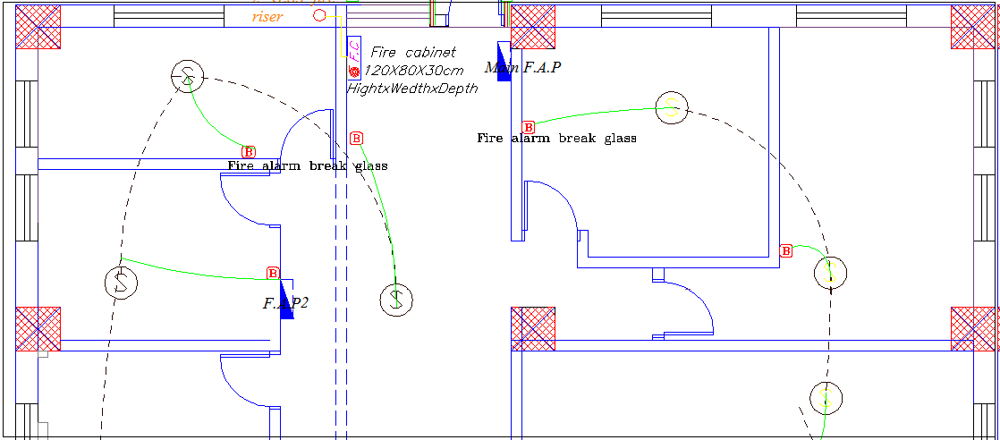 riser
F.C
Fire cabinet
120X80X30cm
HightxWedthxDepth
Main F.A.P
S
S
B
B
B
Fire alarm break glass
Fire alarm break glass
B
B
S
S
S
F.A.P2
S